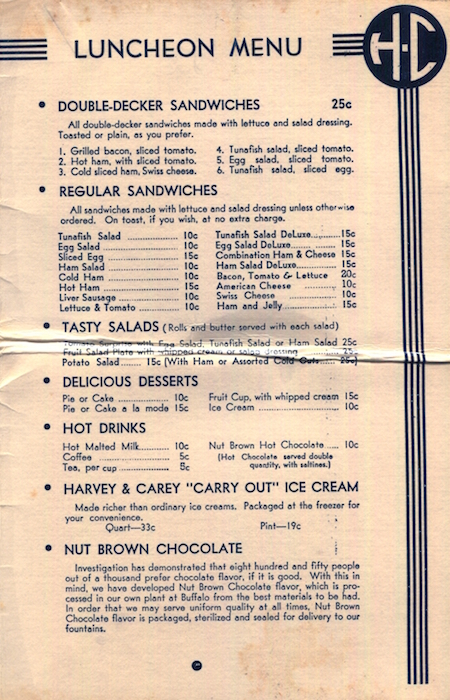 LUNCHEON MENU
H-C
• DOUBLE-DECKER SANDWICHES 25c
All double-decker sandwiches made with lettuce and salad dressing.
Toasted or plain, as you prefer.
1. Grilled bacon, sliced tomato. 4. Tunafish salad, sliced tomato.
2. Hot ham, with sliced tomato. 5. Egg salad, sliced tomato.
3. Cold sliced ham, Swiss cheese. 6. Tunafish salad, sliced egg.
• REGULAR SANDWICHES
All sandwiches made with lettuce and salad dressing unless otherwise
ordered. On toast, if you wish, at no extra charge.
Tunafish Salad ........ 10c Tunafish Salad DeLuxe........ 15c
Egg Salad ........ 10c Egg Salad DeLuxe........ 15c
Sliced Egg ........ 15c Combination Ham & Cheese 15c
Ham Salad ........ 10c Ham Salad DeLuxe........ 15c
Cold Ham ........ 10c Bacon, Tomato & Lettuce 20c
Hot Ham ........ 15c American Cheese ........ 10c
Liver Sausage ........ 10c Swiss Cheese ........ 10c
Lettuce & Tomato ........ 10c Ham and Jelly ........ 15c
• TASTY SALADS (Rolls and butter served with each salad)
Tomato Surprise with Egg Salad, Tunafish Salad or Ham Salad 25c
Fruit Salad Plate with whipped cream or salad dressing ........ 25c
Potato Salad........ 15c (With Ham or Assorted Cold Cuts........ 25c)
• DELICIOUS DESSERTS
Pie or Cake ........ 10c Fruit Cup, with whipped cream 15c
Pie or Cake a la mode 15c Ice Cream ........ 10c
• HOT DRINKS
Hot Malted Milk........ 10c Nut Brown Hot Chocolate...... 10c
Coffee ........ 5c (Hot Chocolate served double
Tea, per cup ........ 5c quantity, with saltines.)
• HARVEY & CAREY "CARRY OUT" ICE CREAM
Made richer than ordinary ice creams. Packaged at the freezer for
your convenience.
Quart—33c Pint—19c
• NUT BROWN CHOCOLATE
Investigation has demonstrated that eight hundred and fifty people
out of a thousand prefer chocolate flavor, if it is good. With this in
mind, we have developed Nut Brown Chocolate flavor, which is pro-
cessed in our own plant at Buffalo from the best materials to be had.
In order that we may serve uniform quality at all times, Nut Brown
Chocolate flavor is packaged, sterilized and sealed for delivery to our
fountains.